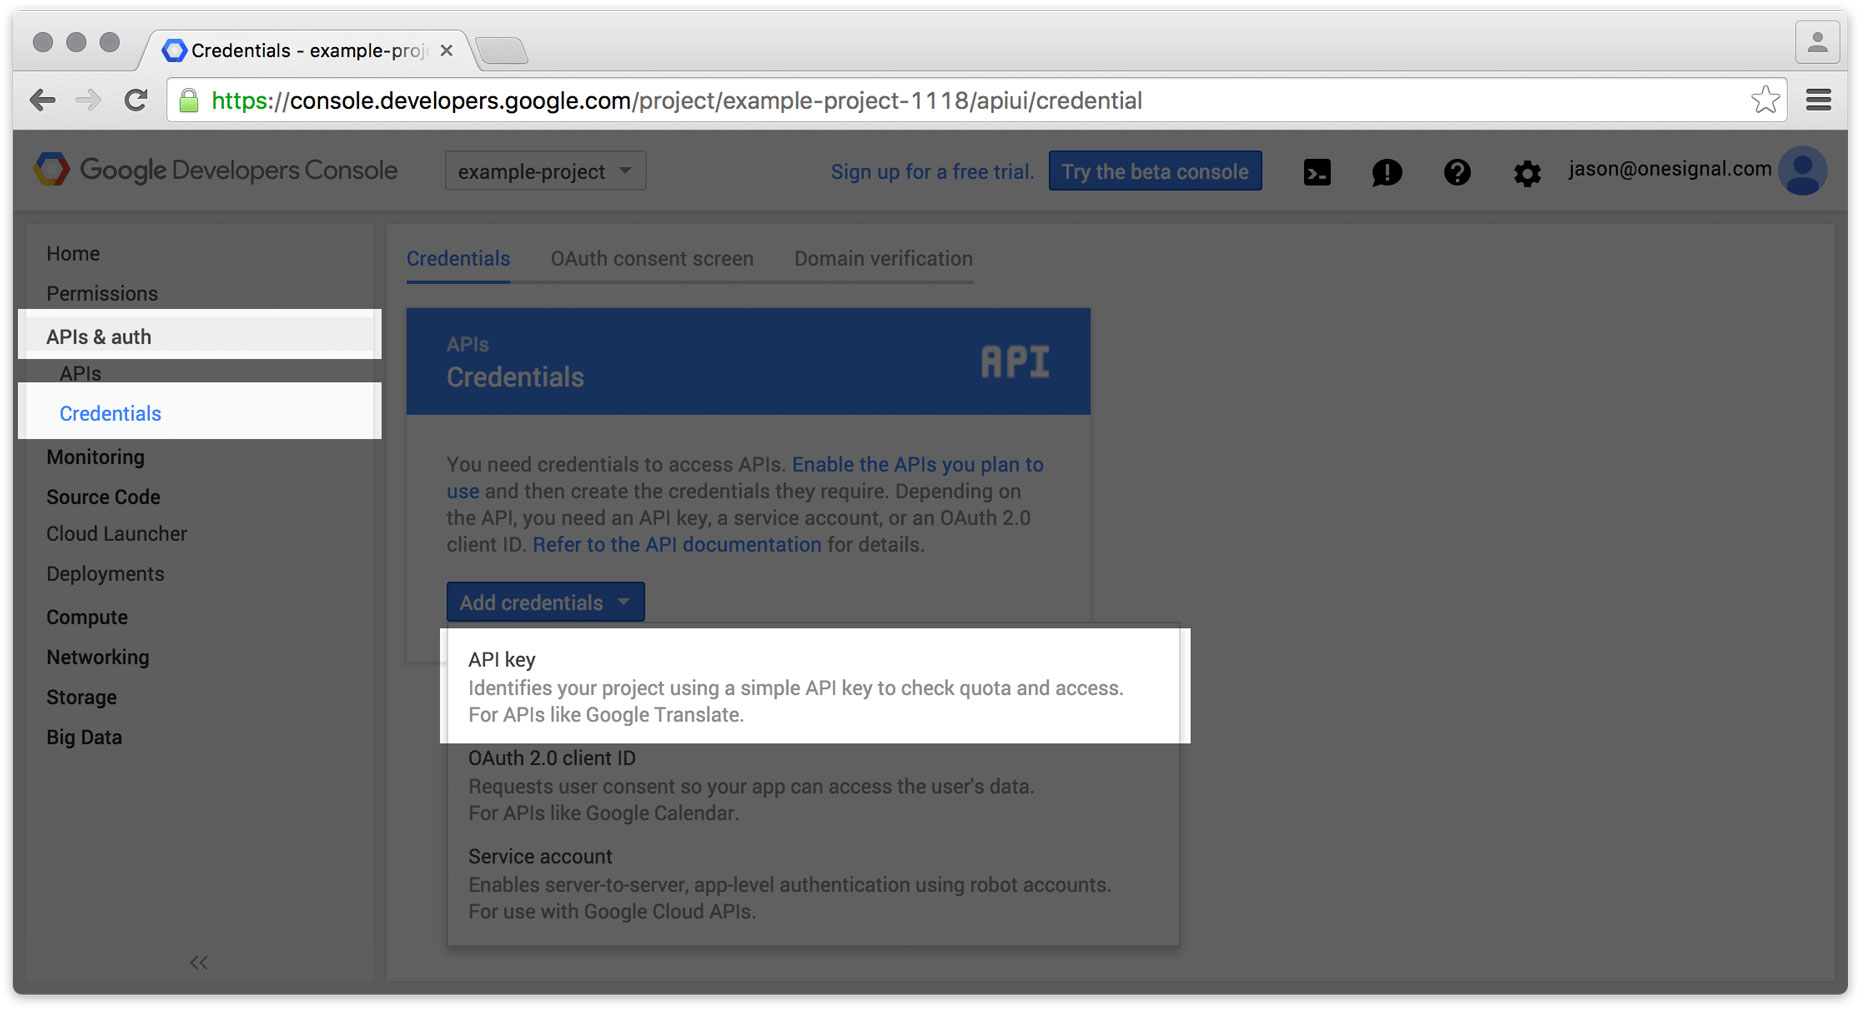 Credentials - example-proj
https://console.developers.google.com/project/example-project-1118/apiui/credential
Google Developers Console
example-project
Sign up for a free trial.
Try the beta console
jason@onesignal.com
Home
Permissions
APIs & auth
APIs
Credentials
Monitoring
Source Code
Cloud Launcher
Deployments
Compute
Networking
Storage
Big Data
Credentials
OAuth consent screen
Domain verification
APIs
Credentials
API
You need credentials to access APIs. Enable the APIs you plan to
use and then create the credentials they require. Depending on
the API, you need an API key, a service account, or an OAuth 2.0
client ID. Refer to the API documentation for details.
Add credentials
API key
Identifies your project using a simple API key to check quota and access.
For APIs like Google Translate.
OAuth 2.0 client ID
Requests user consent so your app can access the user's data.
For APIs like Google Calendar.
Service account
Enables server-to-server, app-level authentication using robot accounts.
For use with Google Cloud APIs.